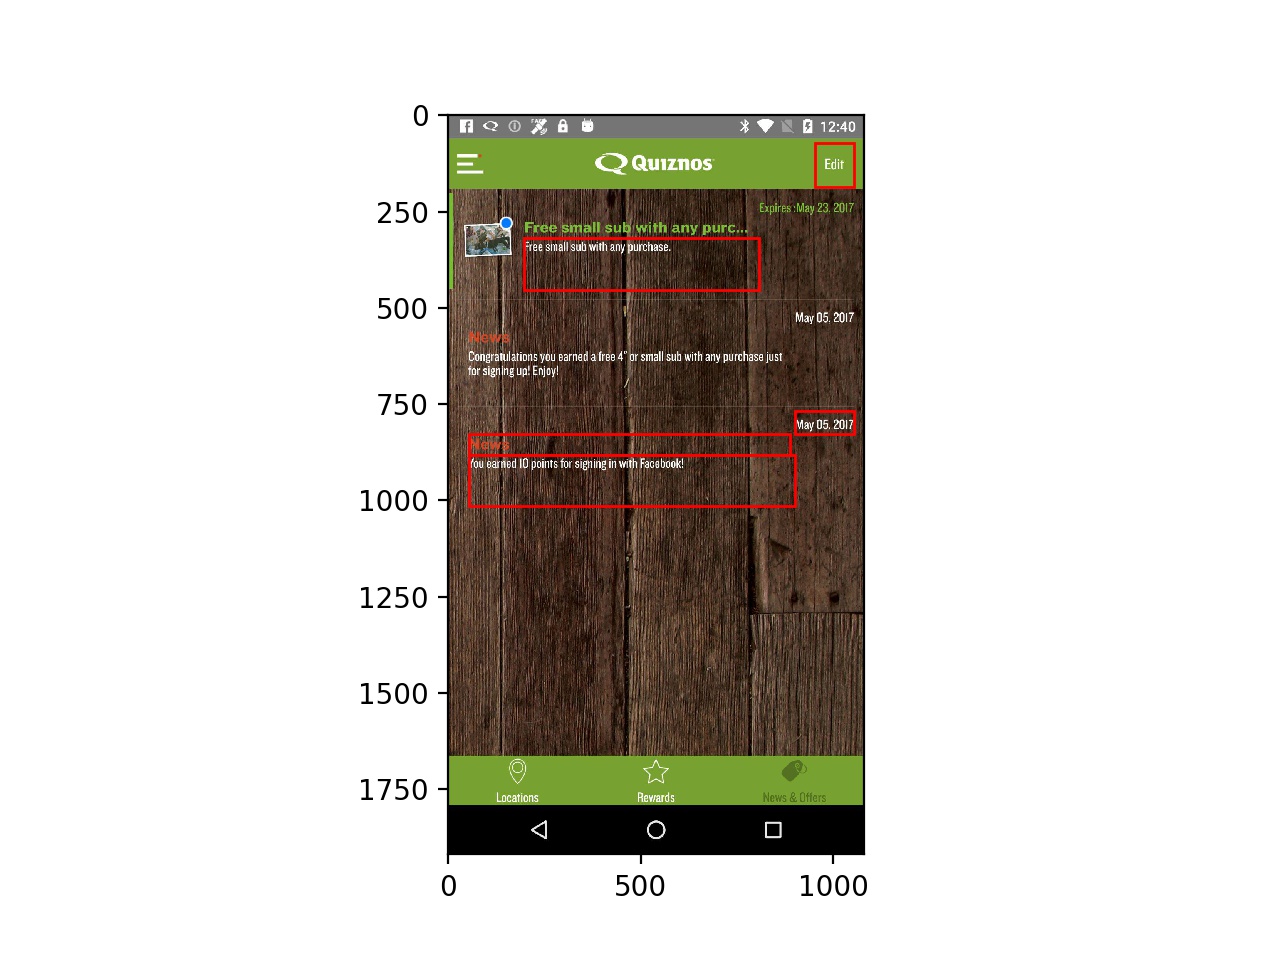 0
250
500
750
1000
1250
1500
1750
0
500
1000
12:40
Quiznos
Edit
Expires :May 23, 2017
Free small sub with any purc...
Free small sub with any purchase.
May 05, 2017
News
Congratulations you earned a free 4" or small sub with any purchase just
for signing up! Enjoy!
May 05, 2017
News
You earned 10 points for signing in with Facebook!
Locations
Rewards
News & Offers